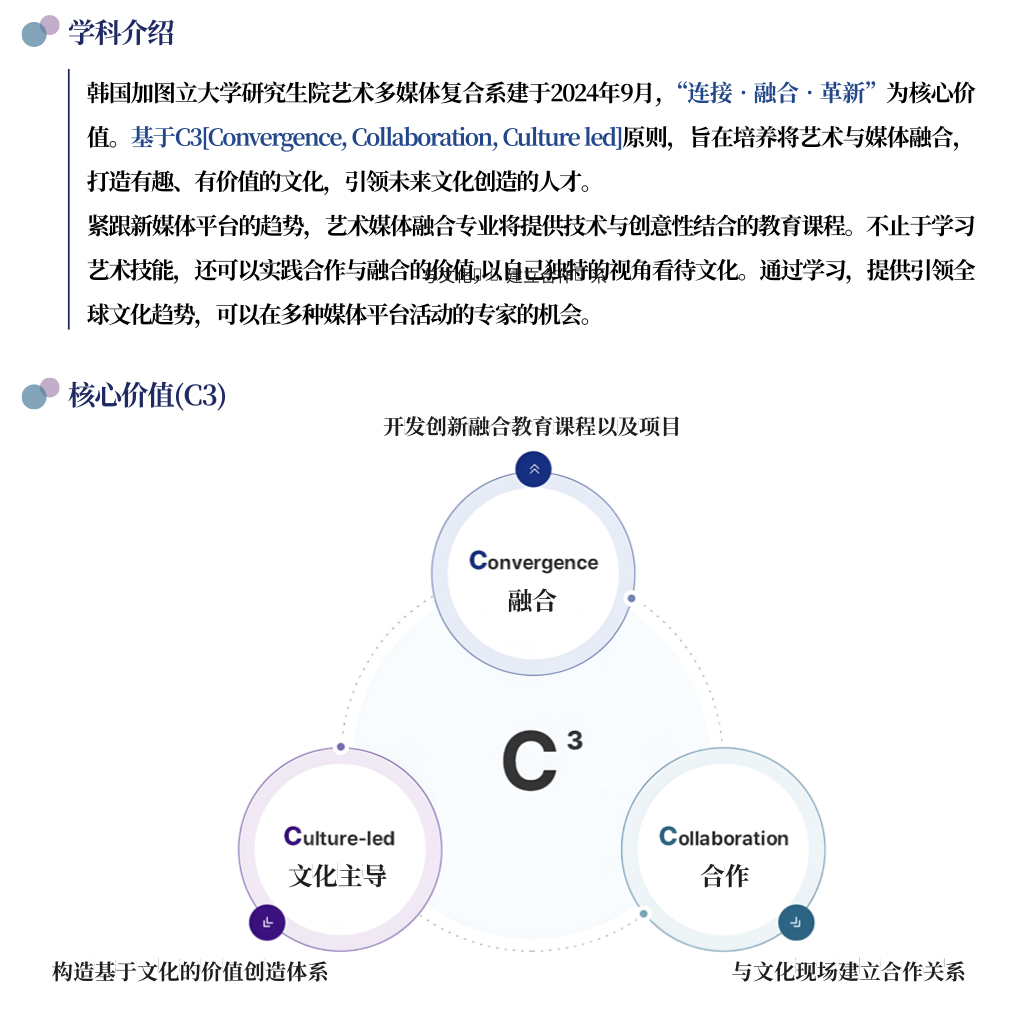 学科介绍
韩国加图立大学研究生院艺术多媒体复合系建于2024年9月，“连接 · 融合 · 革新”为核心价
值。基于C3[Convergence, Collaboration, Culture led]原则，旨在培养将艺术与媒体融合，
打造有趣、有价值的文化，引领未来文化创造的人才。
紧跟新媒体平台的趋势，艺术媒体融合专业将提供技术与创意性结合的教育课程。不止于学习
艺术技能，还可以实践合作与融合的价值,以自己独特的视角看待文化。通过学习，提供引领全
球文化趋势，可以在多种媒体平台活动的专家的机会。
核心价值(C3)
开发创新融合教育课程以及项目
Convergence
融合
C³
Culture-led
文化主导
Collaboration
合作
构造基于文化的价值创造体系
与文化现场建立合作关系